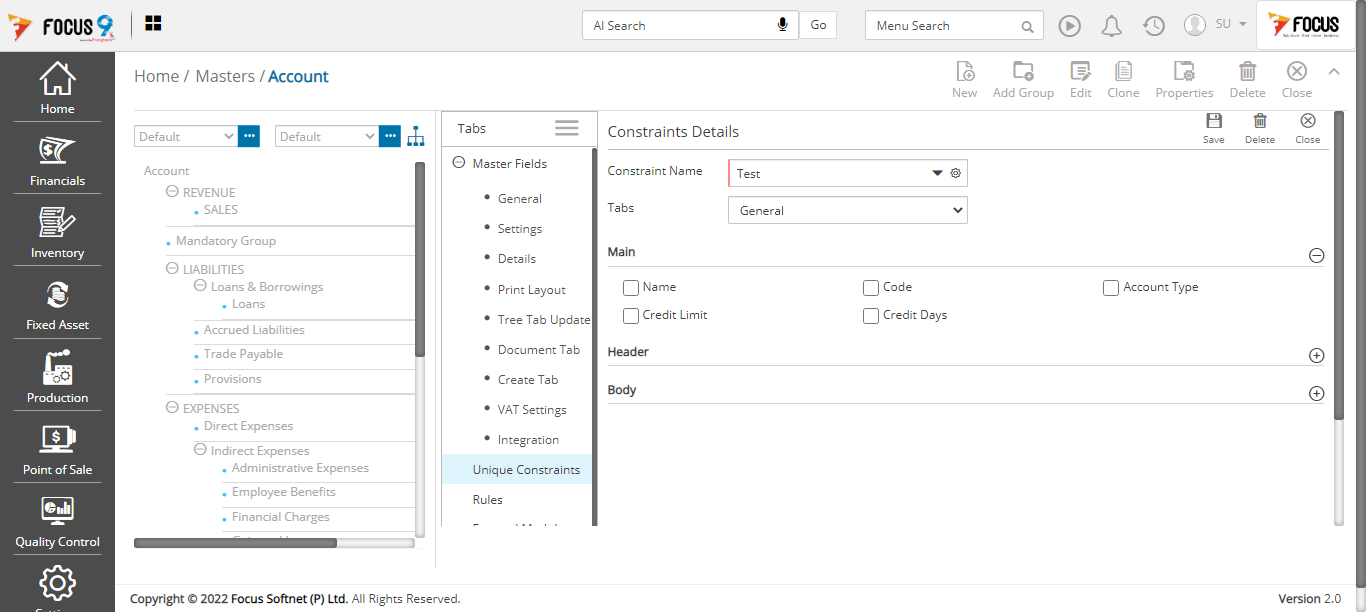 FOCUS 9
AI Search
Go
Menu Search
SU
FOCUS
Home
Financials
Inventory
Fixed Asset
Production
Point of Sale
Quality Control
Home / Masters / Account
New
Add Group
Edit
Clone
Properties
Delete
Close
Default
Default
Account
REVENUE
SALES
Mandatory Group
LIABILITIES
Loans & Borrowings
Loans
Accrued Liabilities
Trade Payable
Provisions
EXPENSES
Direct Expenses
Indirect Expenses
Administrative Expenses
Employee Benefits
Financial Charges
Tabs
Master Fields
General
Settings
Details
Print Layout
Tree Tab Update
Document Tab
Create Tab
VAT Settings
Integration
Unique Constraints
Rules
Constraints Details
Save
Delete
Close
Constraint Name
Test
Tabs
General
Main
Name
Code
Account Type
Credit Limit
Credit Days
Header
Body
Copyright © 2022 Focus Softnet (P) Ltd. All Rights Reserved.
Version 2.0